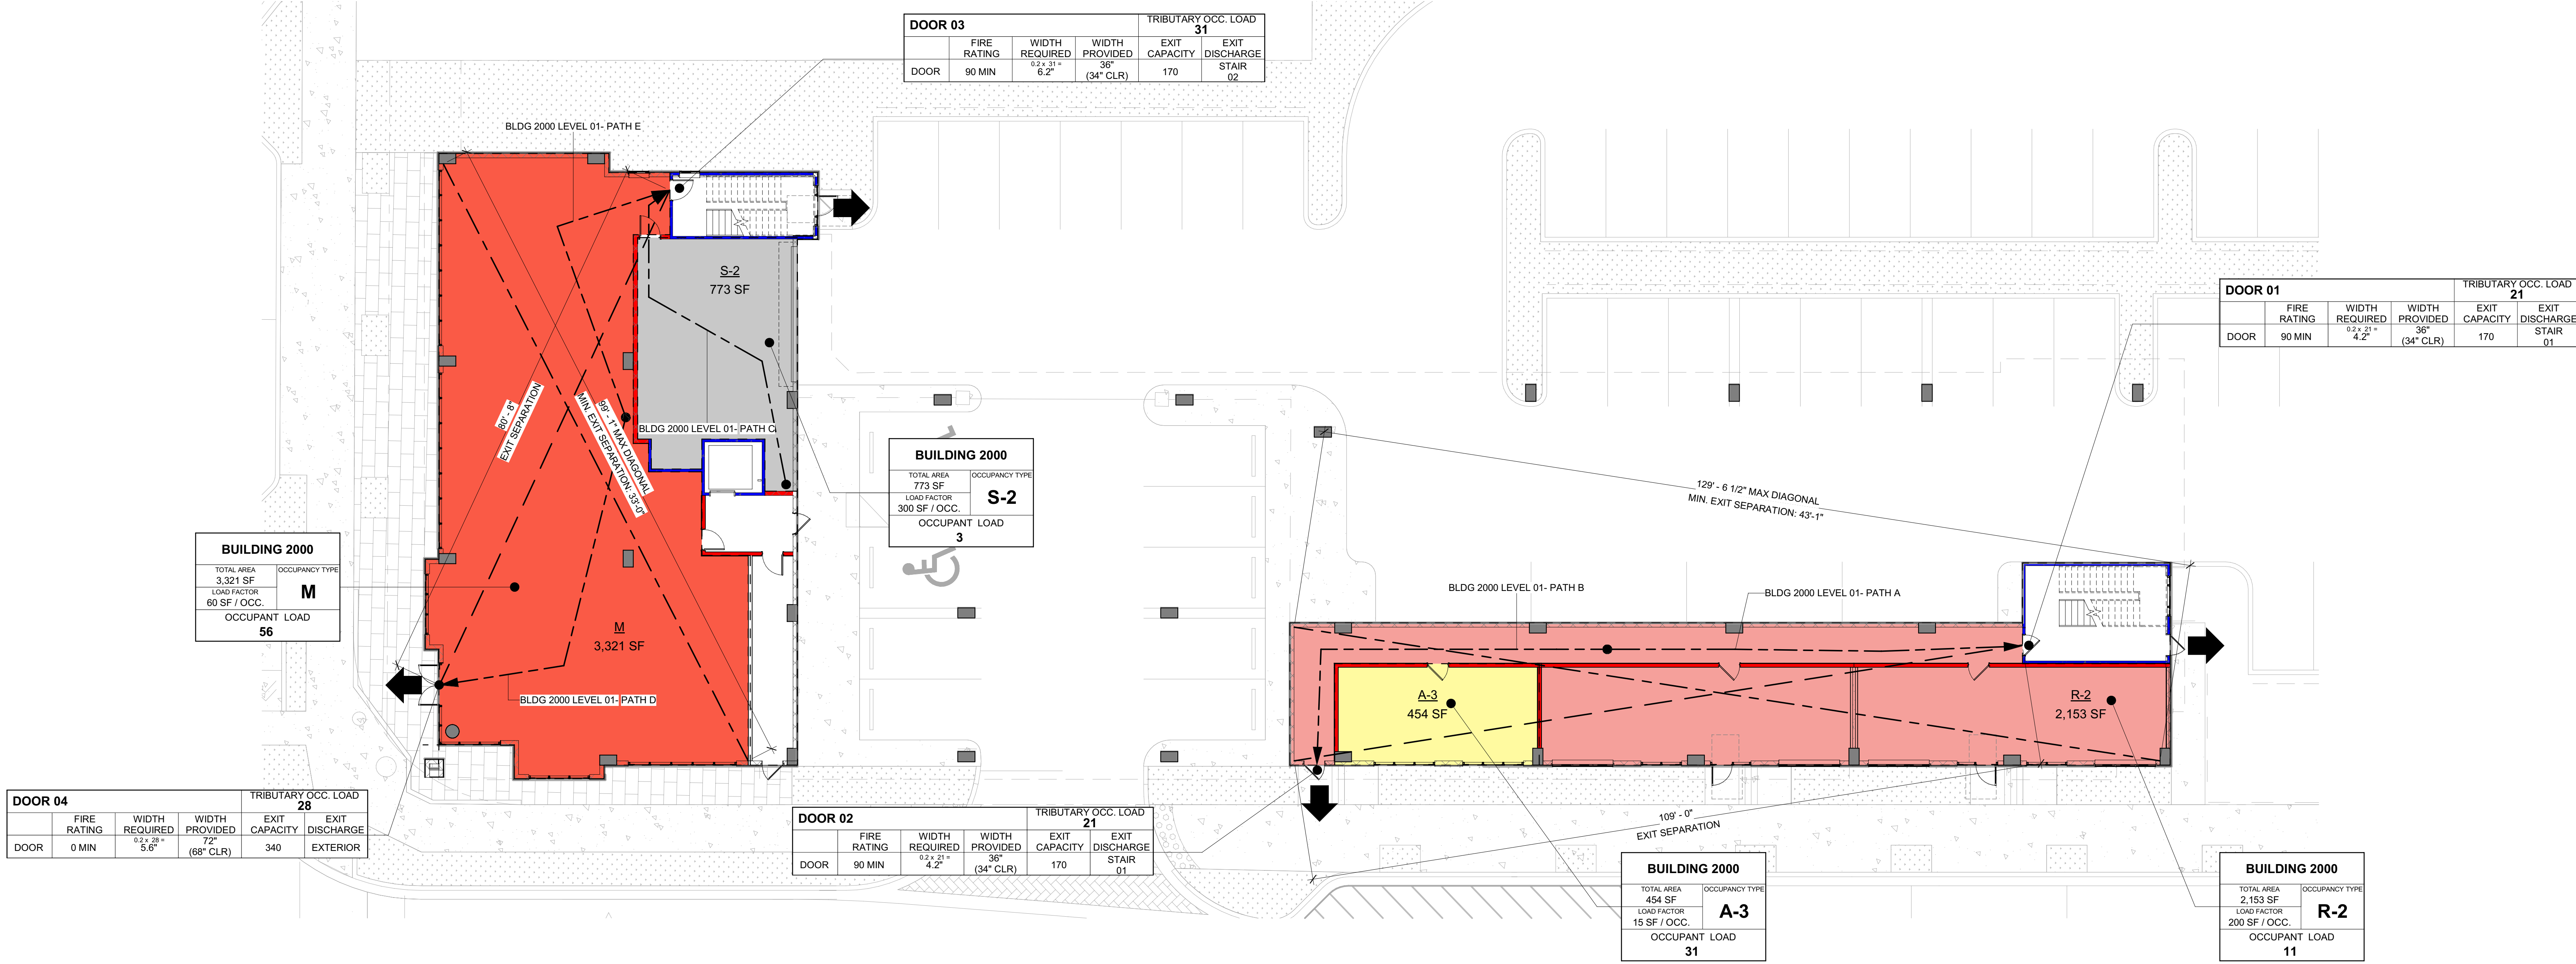 DOOR 03
TRIBUTARY OCC. LOAD
31
FIRE RATING
WIDTH REQUIRED
WIDTH PROVIDED
EXIT CAPACITY
EXIT DISCHARGE
DOOR
90 MIN
0.2 x 31 =
6.2"
36"
(34" CLR)
170
STAIR
02
BLDG 2000 LEVEL 01- PATH E
S-2
773 SF
DOOR 01
TRIBUTARY OCC. LOAD
21
FIRE RATING
WIDTH REQUIRED
WIDTH PROVIDED
EXIT CAPACITY
EXIT DISCHARGE
DOOR
90 MIN
0.2 x 21 =
4.2"
36"
(34" CLR)
170
STAIR
01
80' - 8"
EXIT SEPARATION
99' - 1" MAX DIAGONAL
MIN. EXIT SEPARATION: 33'-0"
BLDG 2000 LEVEL 01- PATH C
BUILDING 2000
TOTAL AREA
773 SF
LOAD FACTOR
300 SF / OCC.
OCCUPANCY TYPE
S-2
OCCUPANT LOAD
3
129' - 6 1/2" MAX DIAGONAL
MIN. EXIT SEPARATION: 43'-1"
BUILDING 2000
TOTAL AREA
3,321 SF
LOAD FACTOR
60 SF / OCC.
OCCUPANCY TYPE
M
OCCUPANT LOAD
56
M
3,321 SF
BLDG 2000 LEVEL 01- PATH D
BLDG 2000 LEVEL 01- PATH B
BLDG 2000 LEVEL 01- PATH A
A-3
454 SF
R-2
2,153 SF
DOOR 04
TRIBUTARY OCC. LOAD
28
FIRE RATING
WIDTH REQUIRED
WIDTH PROVIDED
EXIT CAPACITY
EXIT DISCHARGE
DOOR
0 MIN
0.2 x 28 =
5.6"
72"
(68" CLR)
340
EXTERIOR
DOOR 02
TRIBUTARY OCC. LOAD
21
FIRE RATING
WIDTH REQUIRED
WIDTH PROVIDED
EXIT CAPACITY
EXIT DISCHARGE
DOOR
90 MIN
0.2 x 21 =
4.2"
36"
(34" CLR)
170
STAIR
01
109' - 0"
EXIT SEPARATION
BUILDING 2000
TOTAL AREA
454 SF
LOAD FACTOR
15 SF / OCC.
OCCUPANCY TYPE
A-3
OCCUPANT LOAD
31
BUILDING 2000
TOTAL AREA
2,153 SF
LOAD FACTOR
200 SF / OCC.
OCCUPANCY TYPE
R-2
OCCUPANT LOAD
11